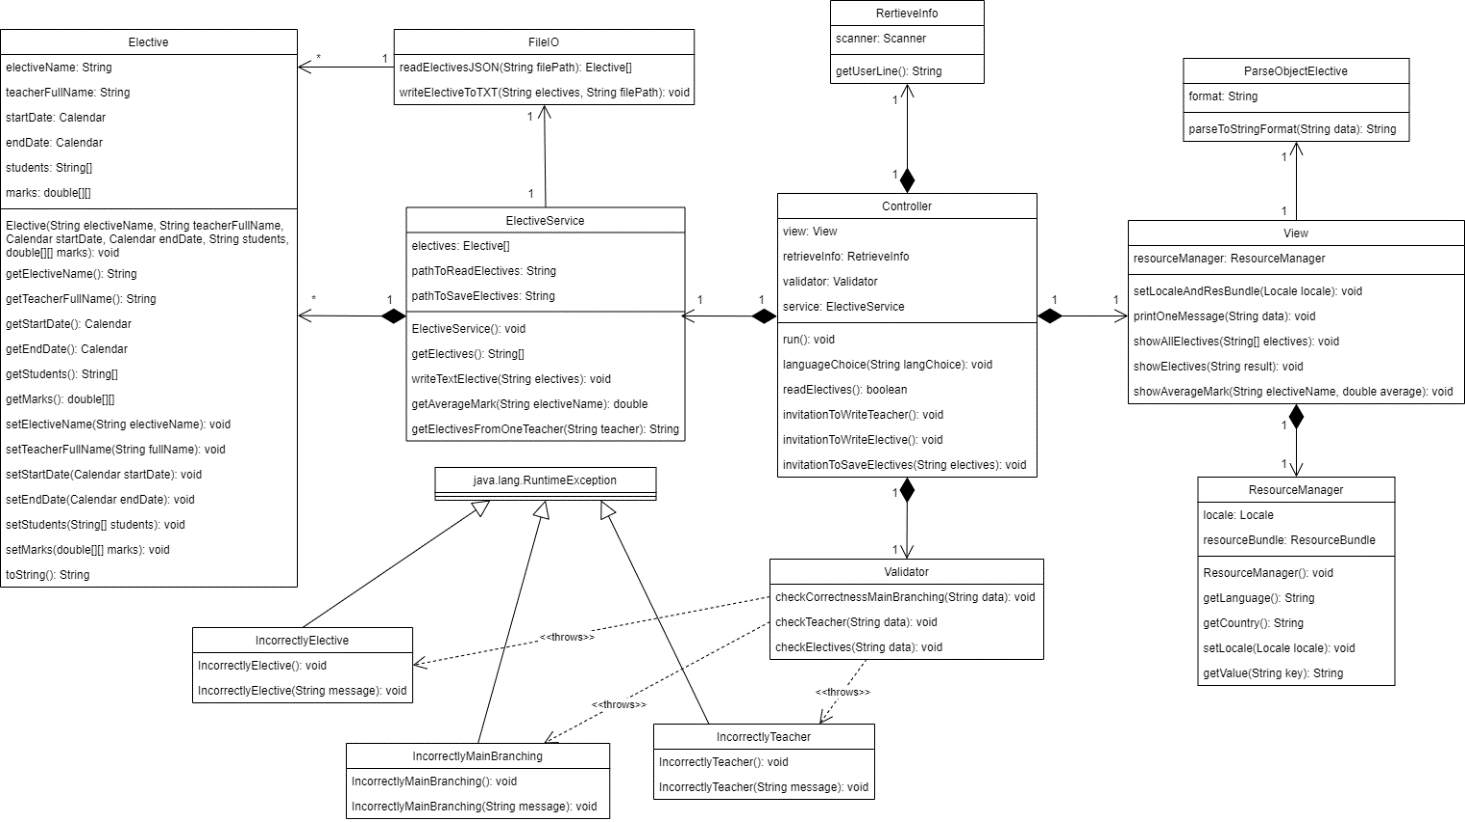 Elective
electiveName: String
teacherFullName: String
startDate: Calendar
endDate: Calendar
students: String[]
marks: double[][]
Elective(String electiveName, String teacherFullName,
Calendar startDate, Calendar endDate, String students,
double[][] marks): void
getElectiveName(): String
getTeacherFullName(): String
getStartDate(): Calendar
getEndDate(): Calendar
getStudents(): String[]
getMarks(): double[][]
setElectiveName(String electiveName): void
setTeacherFullName(String fullName): void
setStartDate(Calendar startDate): void
setEndDate(Calendar endDate): void
setStudents(String[] students): void
setMarks(double[][] marks): void
toString(): String
*
1
FileIO
readElectivesJSON(String filePath): Elective[]
writeElectiveToTXT(String electives, String filePath): void
1
1
*
1
ElectiveService
electives: Elective[]
pathToReadElectives: String
pathToSaveElectives: String
ElectiveService(): void
getElectives(): String[]
writeTextElective(String electives): void
getAverageMark(String electiveName): double
getElectivesFromOneTeacher(String teacher): String
1
1
RertieveInfo
scanner: Scanner
getUserLine(): String
1
1
Controller
view: View
retrieveInfo: RetrieveInfo
validator: Validator
service: ElectiveService
run(): void
languageChoice(String langChoice): void
readElectives(): boolean
invitationToWriteTeacher(): void
invitationToWriteElective(): void
invitationToSaveElectives(String electives): void
1
1
ParseObjectElective
format: String
parseToStringFormat(String data): String
1
1
View
resourceManager: ResourceManager
setLocaleAndResBundle(Locale locale): void
printOneMessage(String data): void
showAllElectives(String[] electives): void
showElectives(String result): void
showAverageMark(String electiveName, double average): void
1
1
ResourceManager
locale: Locale
resourceBundle: ResourceBundle
ResourceManager(): void
getLanguage(): String
getCountry(): String
setLocale(Locale locale): void
getValue(String key): String
1
1
Validator
checkCorrectnessMainBranching(String data): void
checkTeacher(String data): void
checkElectives(String data): void
java.lang.RuntimeException
<<throws>>
<<throws>>
<<throws>>
IncorrectlyElective
IncorrectlyElective(): void
IncorrectlyElective(String message): void
IncorrectlyMainBranching
IncorrectlyMainBranching(): void
IncorrectlyMainBranching(String message): void
IncorrectlyTeacher
IncorrectlyTeacher(): void
IncorrectlyTeacher(String message): void